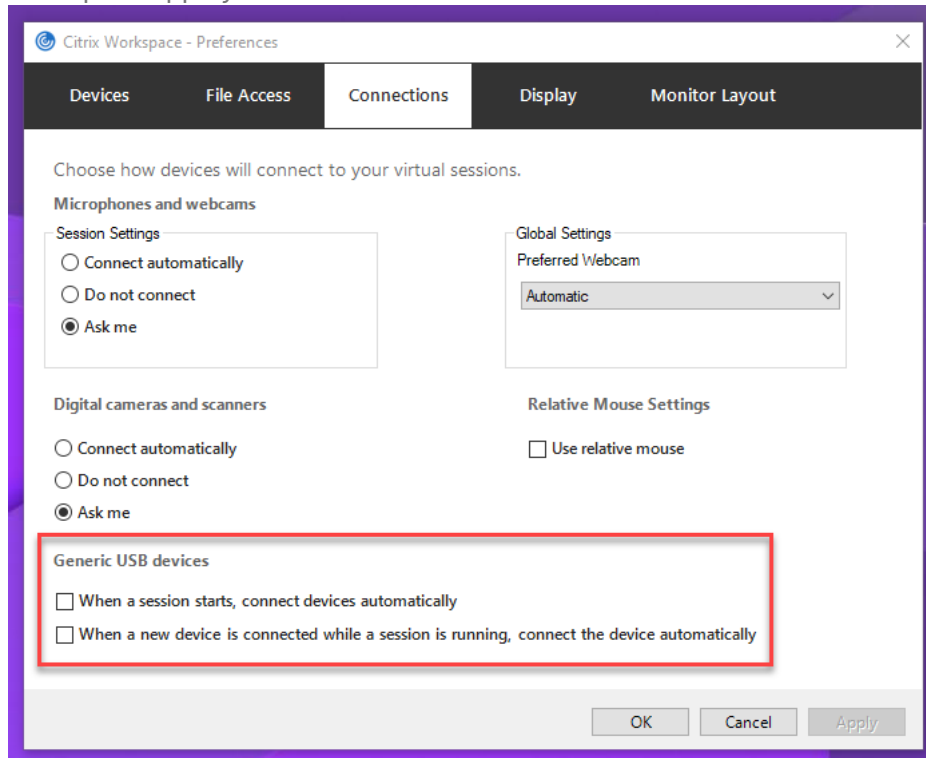 Citrix Workspace - Preferences
Devices File Access Connections Display Monitor Layout
Choose how devices will connect to your virtual sessions.
Microphones and webcams
Session Settings
Connect automatically
Do not connect
Ask me
Global Settings
Preferred Webcam
Automatic
Digital cameras and scanners
Connect automatically
Do not connect
Ask me
Relative Mouse Settings
Use relative mouse
Generic USB devices
When a session starts, connect devices automatically
When a new device is connected while a session is running, connect the device automatically
OK Cancel Apply